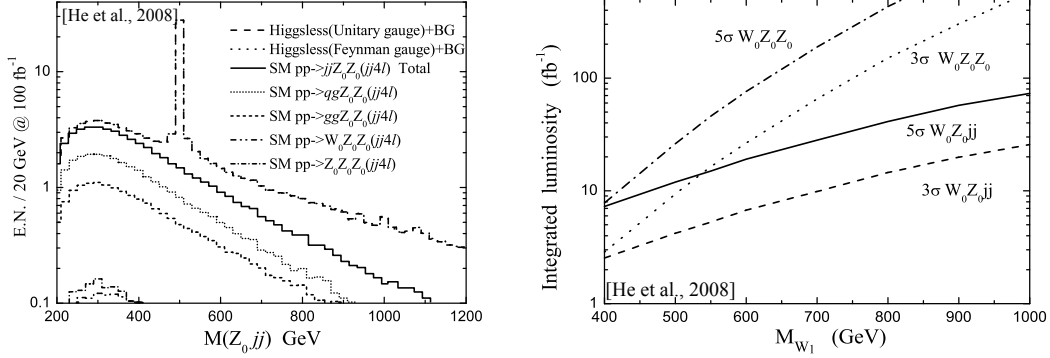 [He et al., 2008]
Higgsless(Unitary gauge)+BG
Higgsless(Feynman gauge)+BG
SM pp->jjZ₀Z₀(jj4l) Total
SM pp->qgZ₀Z₀(jj4l)
SM pp->ggZ₀Z₀(jj4l)
SM pp->W₀Z₀Z₀(jj4l)
SM pp->Z₀Z₀Z₀(jj4l)
E.N. / 20 GeV @ 100 fb⁻¹
10
1
0.1
200 400 600 800 1000 1200
M(Z₀jj) GeV
5σ W₀Z₀Z₀
3σ W₀Z₀Z₀
5σ W₀Z₀jj
3σ W₀Z₀jj
[He et al., 2008]
Integrated luminosity (fb⁻¹)
100
10
1
400 500 600 700 800 900 1000
M_W₁ (GeV)